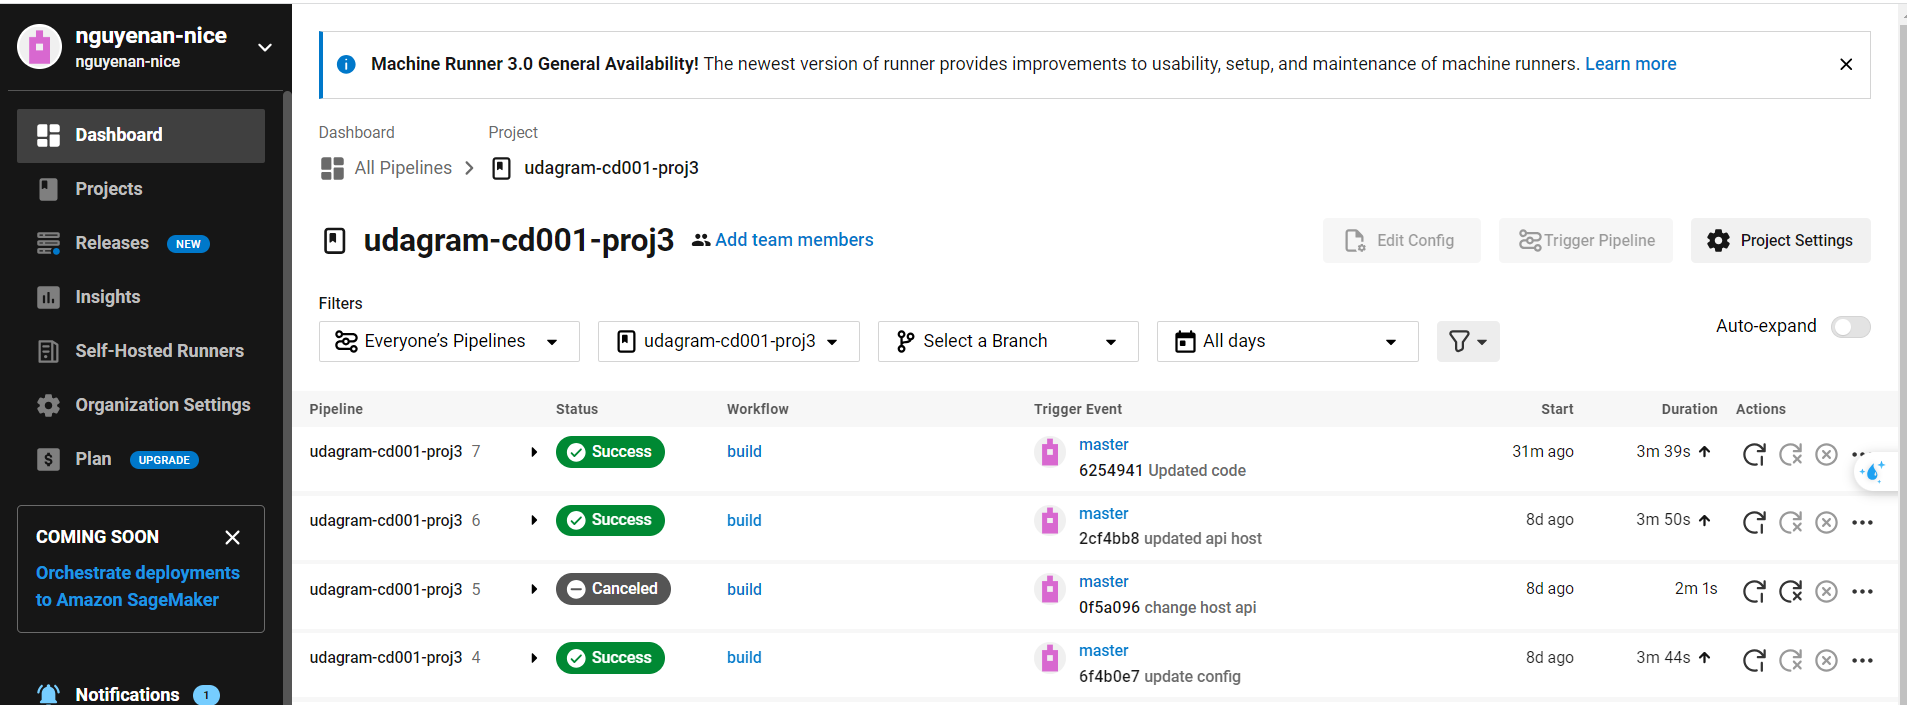 nguyenan-nice
nguyenan-nice
Dashboard
Projects
Releases NEW
Insights
Self-Hosted Runners
Organization Settings
Plan UPGRADE
COMING SOON
Orchestrate deployments
to Amazon SageMaker
Notifications 1
Machine Runner 3.0 General Availability! The newest version of runner provides improvements to usability, setup, and maintenance of machine runners. Learn more
Dashboard Project
All Pipelines udagram-cd001-proj3
udagram-cd001-proj3 Add team members Edit Config Trigger Pipeline Project Settings
Filters
Everyone’s Pipelines udagram-cd001-proj3 Select a Branch All days Auto-expand
Pipeline Status Workflow Trigger Event Start Duration Actions
udagram-cd001-proj3 7 Success build master 31m ago 3m 39s
6254941 Updated code
udagram-cd001-proj3 6 Success build master 8d ago 3m 50s
2cf4bb8 updated api host
udagram-cd001-proj3 5 Canceled build master 8d ago 2m 1s
0f5a096 change host api
udagram-cd001-proj3 4 Success build master 8d ago 3m 44s
6f4b0e7 update config